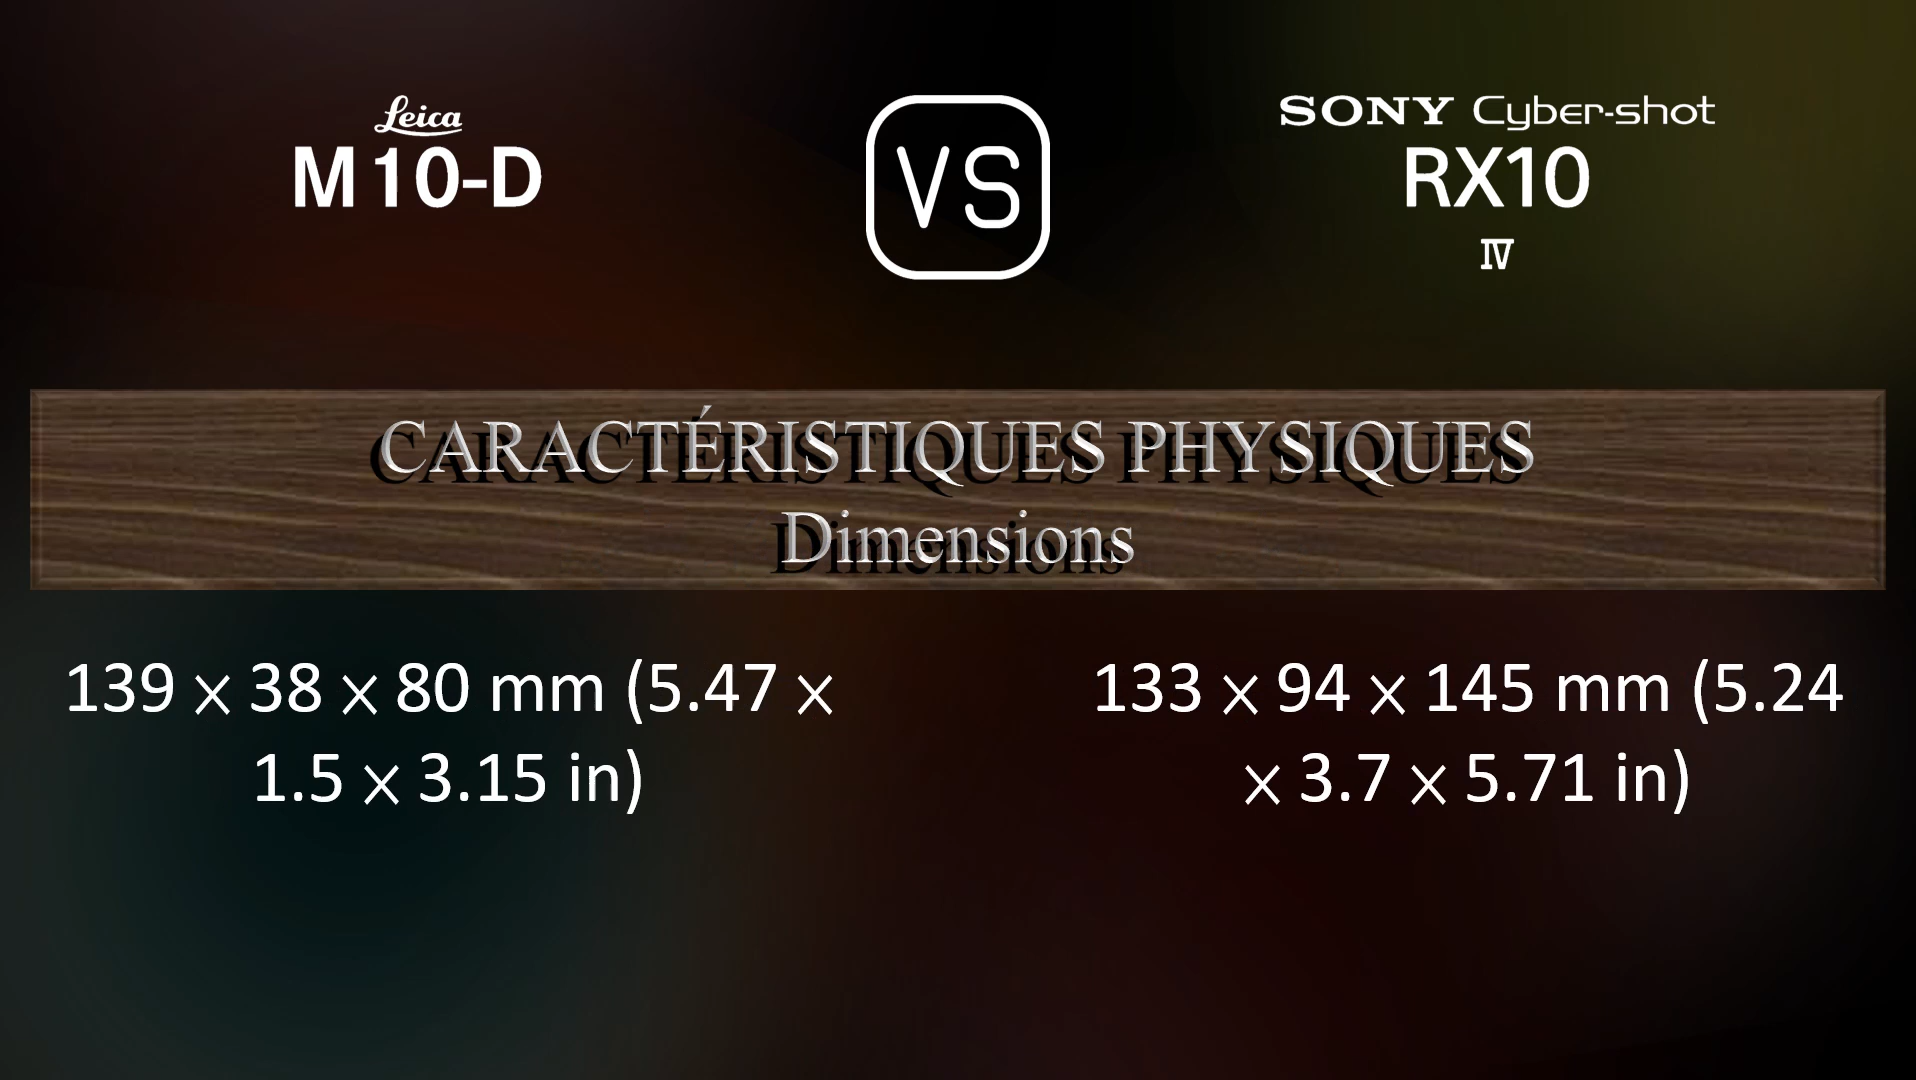 Leica
M10-D
VS
SONY Cyber-shot
RX10
IV
CARACTÉRISTIQUES PHYSIQUES
Dimensions
139 x 38 x 80 mm (5.47 x
1.5 x 3.15 in)
133 x 94 x 145 mm (5.24
x 3.7 x 5.71 in)